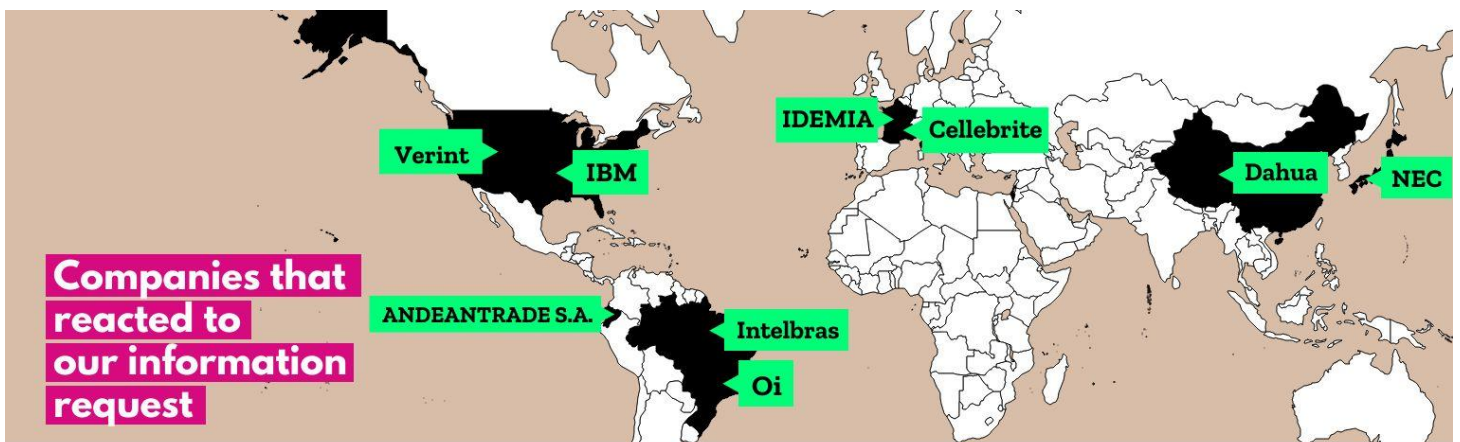 Companies that
reacted to
our information
request
Verint
IBM
ANDEANTRADE S.A.
Intelbras
Oi
IDEMIA
Cellebrite
Dahua
NEC